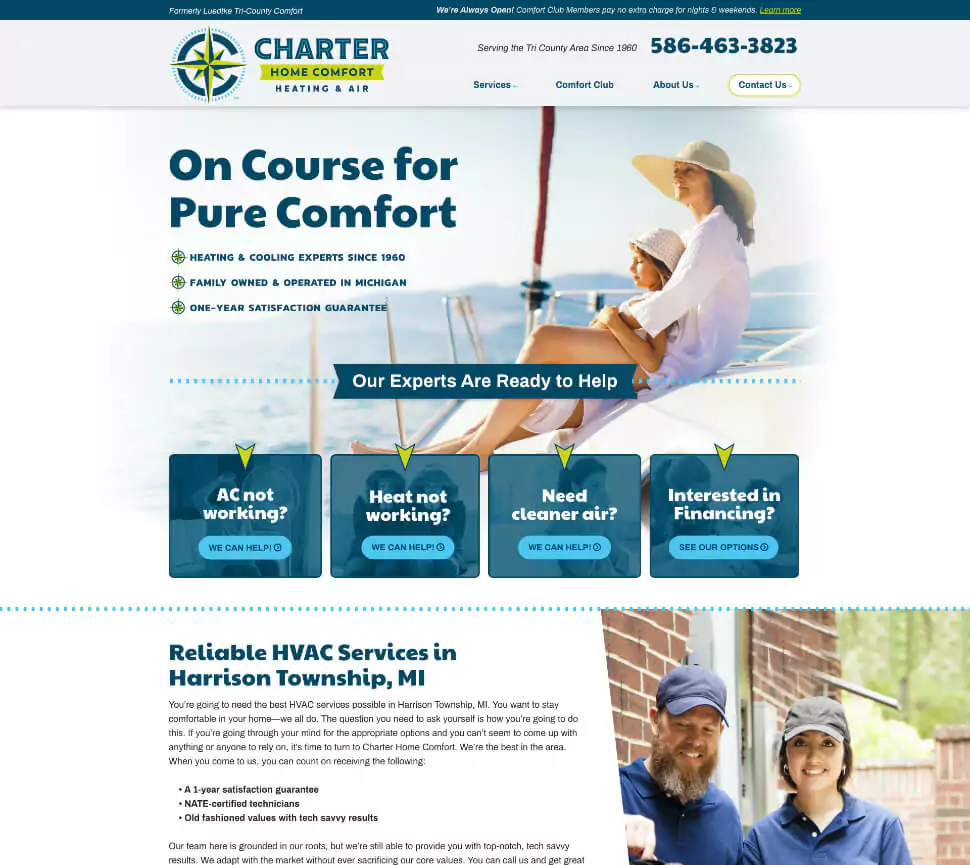 Formerly Luedtke Tri-County Comfort
We're Always Open! Comfort Club Members pay no extra charge for nights & weekends. Learn more
CHARTER
HOME COMFORT
HEATING & AIR
Serving the Tri County Area Since 1960 586-463-3823
Services Comfort Club About Us Contact Us
On Course for
Pure Comfort
HEATING & COOLING EXPERTS SINCE 1960
FAMILY OWNED & OPERATED IN MICHIGAN
ONE-YEAR SATISFACTION GUARANTEE
Our Experts Are Ready to Help
AC not
working?
WE CAN HELP!
Heat not
working?
WE CAN HELP!
Need
cleaner air?
WE CAN HELP!
Interested in
Financing?
SEE OUR OPTIONS
Reliable HVAC Services in
Harrison Township, MI
You're going to need the best HVAC services possible in Harrison Township, MI. You want to stay
comfortable in your home—we all do. The question you need to ask yourself is how you're going to do
this. If you're going through your mind for the appropriate options and you can't seem to come up with
anything or anyone to rely on, it's time to turn to Charter Home Comfort. We're the best in the area.
When you come to us, you can count on receiving the following:
• A 1-year satisfaction guarantee
• NATE-certified technicians
• Old fashioned values with tech savvy results
Our team here is grounded in our roots, but we're still able to provide you with top-notch, tech savvy
results. We adapt with the market without ever sacrificing our core values. You can call us and get great